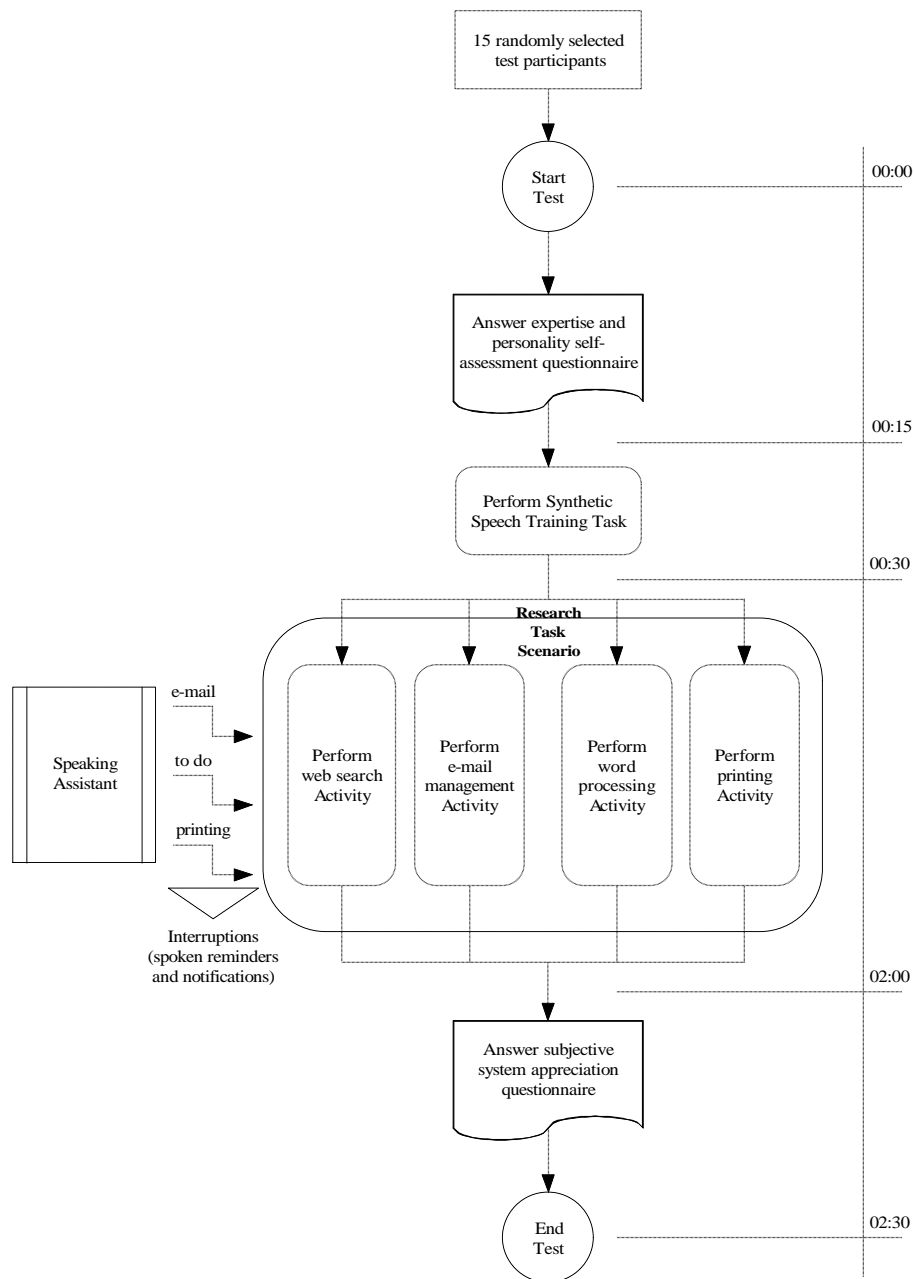 15 randomly selected
test participants
00:00
Start
Test
Answer expertise and
personality self-
assessment questionnaire
00:15
Perform Synthetic
Speech Training Task
00:30
Research
Task
Scenario
e-mail
to do
printing
Speaking
Assistant
Perform
web search
Activity
Perform
e-mail
management
Activity
Perform
word
processing
Activity
Perform
printing
Activity
Interruptions
(spoken reminders
and notifications)
02:00
Answer subjective
system appreciation
questionnaire
02:30
End
Test